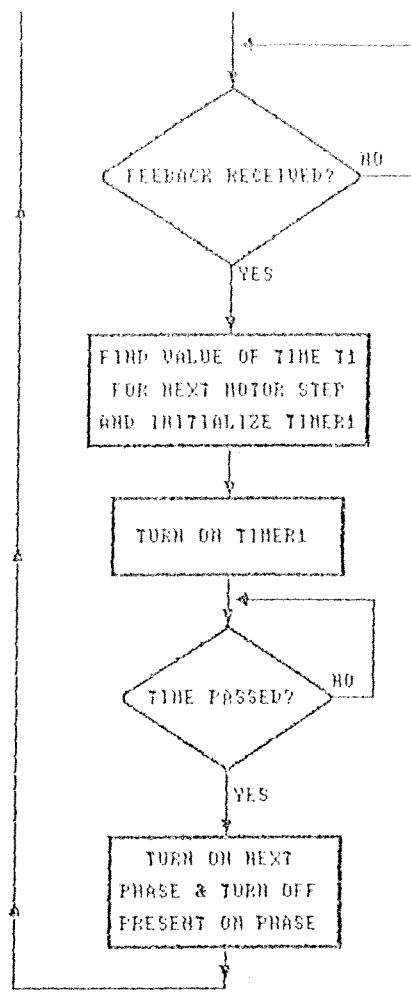 FEEDBACK RECEIVED?
NO
YES
FIND VALUE OF TIME T1
FOR NEXT MOTOR STEP
AND INITIALIZE TIMER1
TURN ON TIMER1
TIME PASSED?
NO
YES
TURN ON NEXT
PHASE & TURN OFF
PRESENT ON PHASE